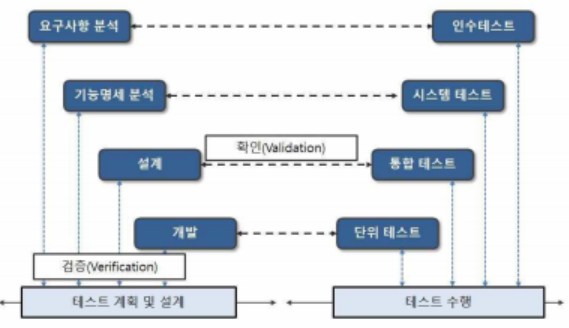 요구사항 분석
인수테스트
기능명세 분석
시스템 테스트
확인(Validation)
설계
통합 테스트
개발
단위 테스트
검증(Verification)
테스트 계획 및 설계
테스트 수행